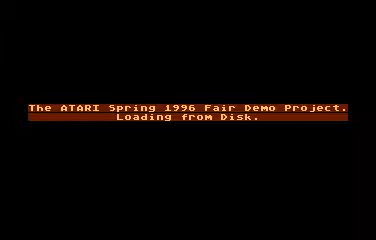 The ATARI Spring 1996 Fair Demo Project.
Loading from Disk.